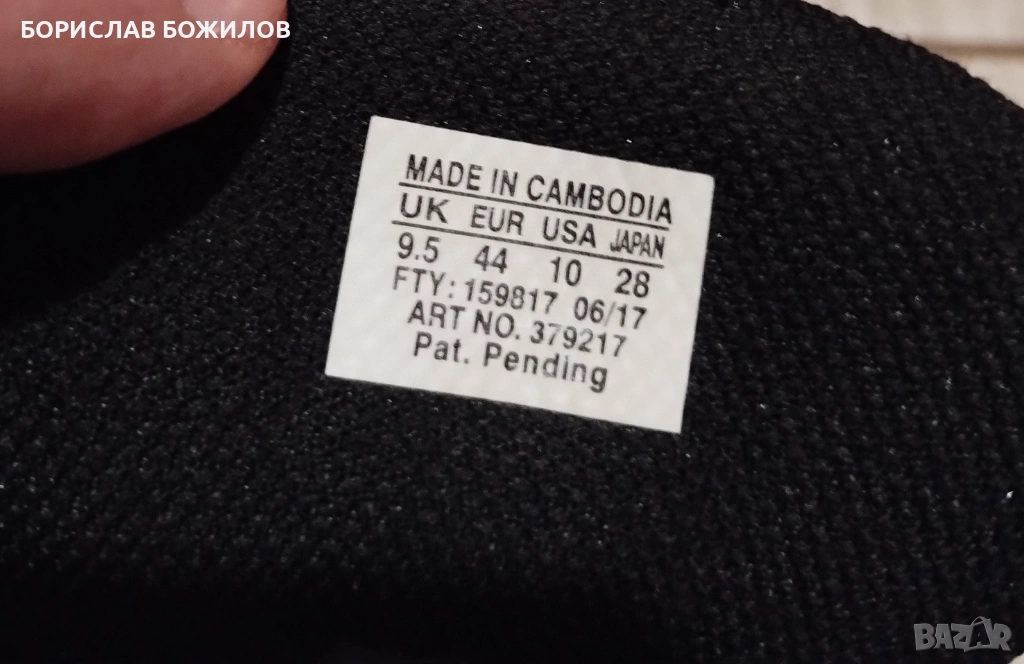 БОРИСЛАВ БОЖИЛОВ
MADE IN CAMBODIA
UK EUR USA JAPAN
9.5 44 10 28
FTY: 159817 06/17
ART NO. 379217
Pat. Pending
BAZAR